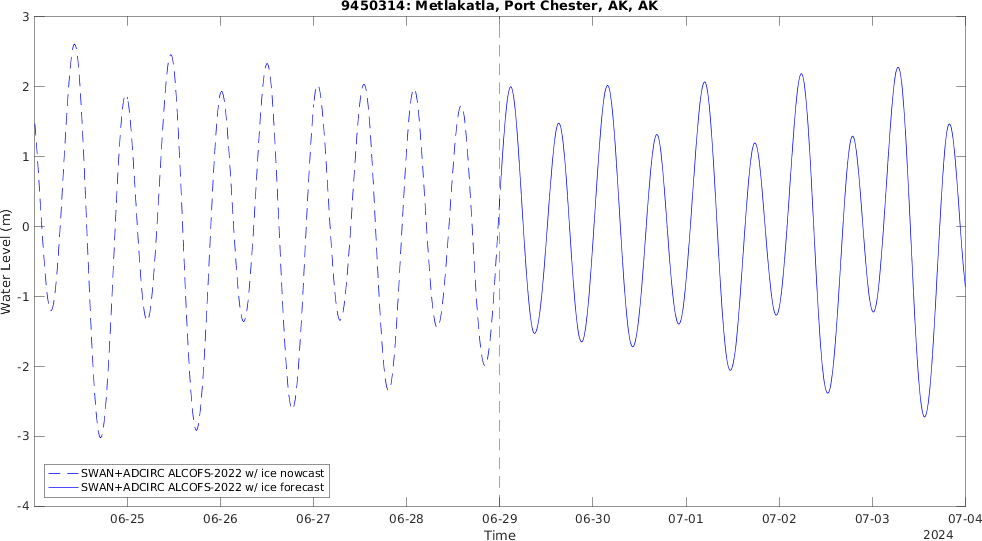 9450314: Metlakatla, Port Chester, AK, AK
3
2
1
0
-1
-2
-3
-4
Water Level (m)
SWAN+ADCIRC ALCOFS-2022 w/ ice nowcast
SWAN+ADCIRC ALCOFS-2022 w/ ice forecast
06-25 06-26 06-27 06-28 06-29 06-30 07-01 07-02 07-03 07-04
Time
2024